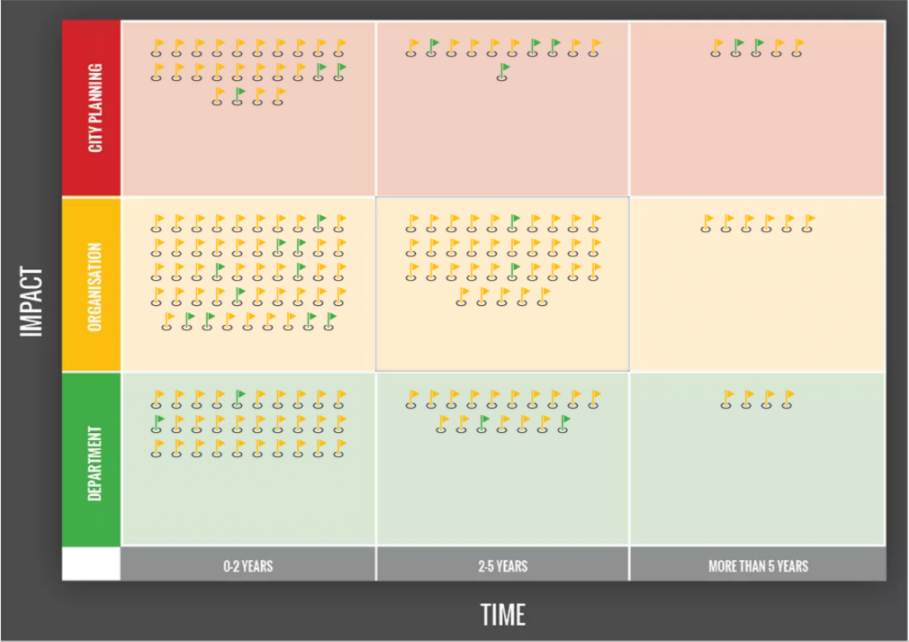 IMPACT
CITY PLANNING
ORGANISATION
DEPARTMENT
0-2 YEARS
2-5 YEARS
MORE THAN 5 YEARS
TIME